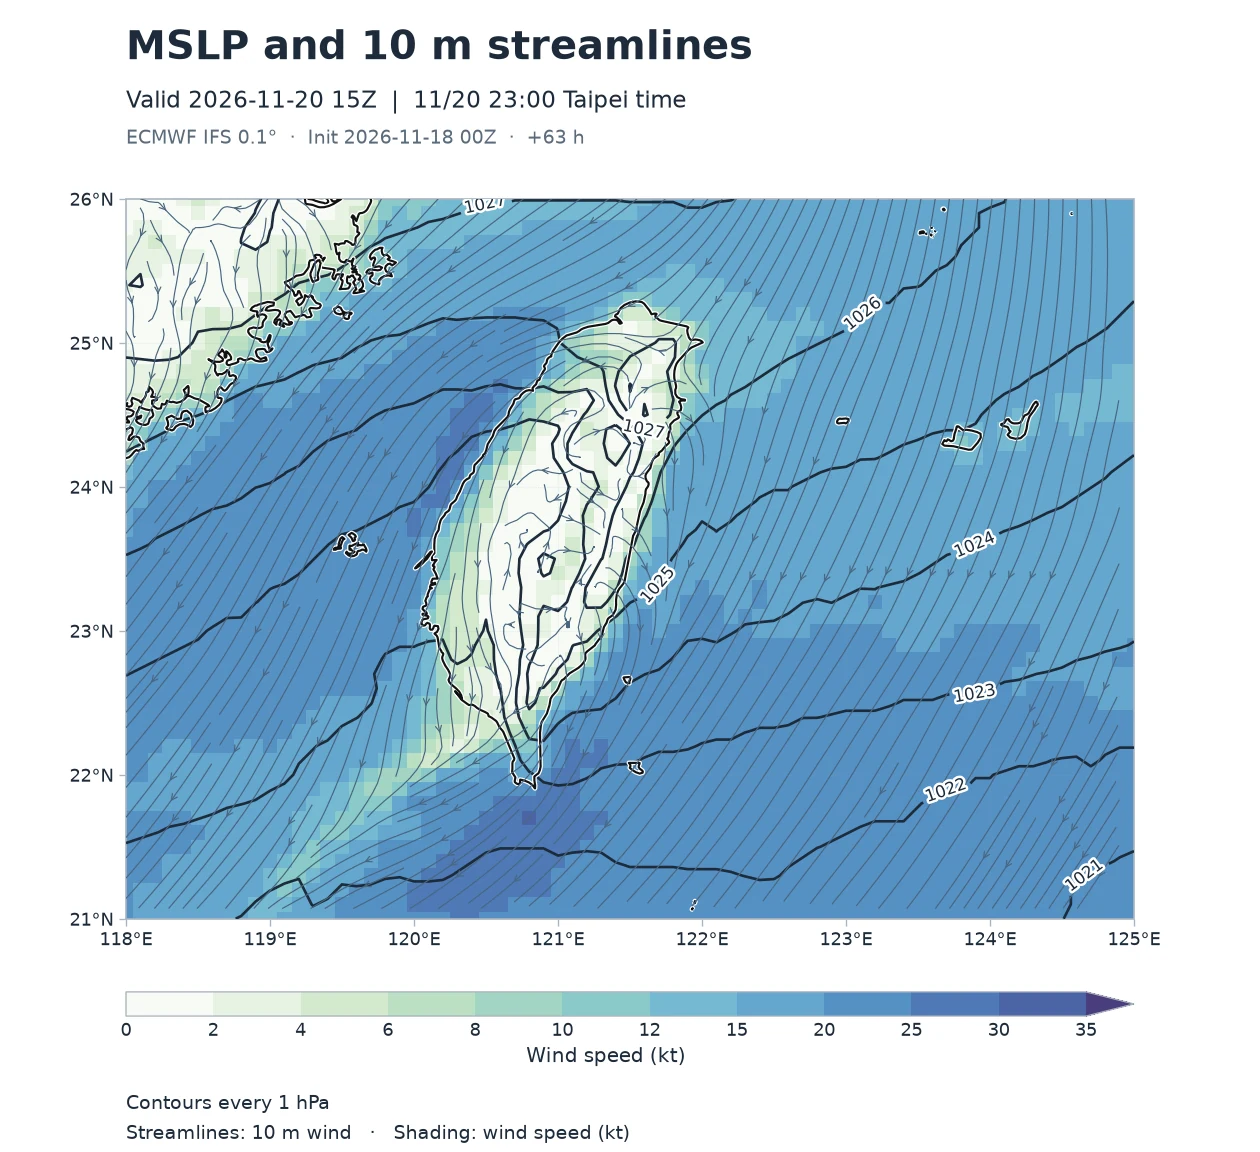 MSLP and 10 m streamlines
Valid 2026-11-20 15Z | 11/20 23:00 Taipei time
ECMWF IFS 0.1° · Init 2026-11-18 00Z · +63 h
26°N
25°N
24°N
23°N
22°N
21°N
1027
1026
1027
1025
1024
1023
1022
1021
118°E 119°E 120°E 121°E 122°E 123°E 124°E 125°E
0 2 4 6 8 10 12 15 20 25 30 35
Wind speed (kt)
Contours every 1 hPa
Streamlines: 10 m wind · Shading: wind speed (kt)